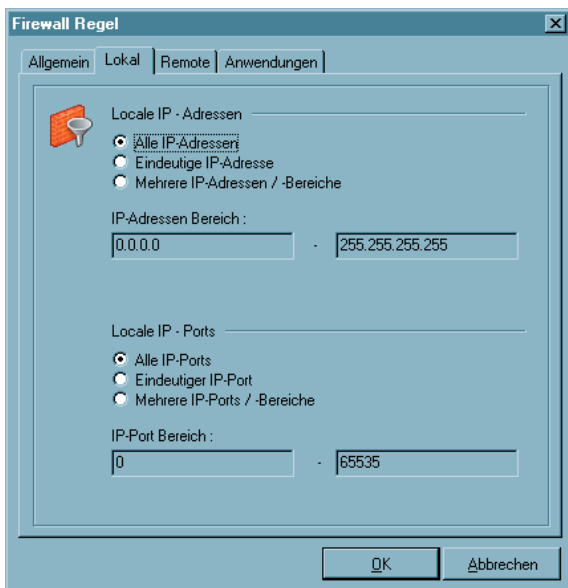 Firewall Regel
Allgemein Lokal Remote Anwendungen
Locale IP - Adressen
Alle IP-Adressen
Eindeutige IP-Adresse
Mehrere IP-Adressen / -Bereiche
IP-Adressen Bereich :
0.0.0.0 - 255.255.255.255
Locale IP - Ports
Alle IP-Ports
Eindeutiger IP-Port
Mehrere IP-Ports / -Bereiche
IP-Port Bereich :
0 - 65535
OK Abbrechen